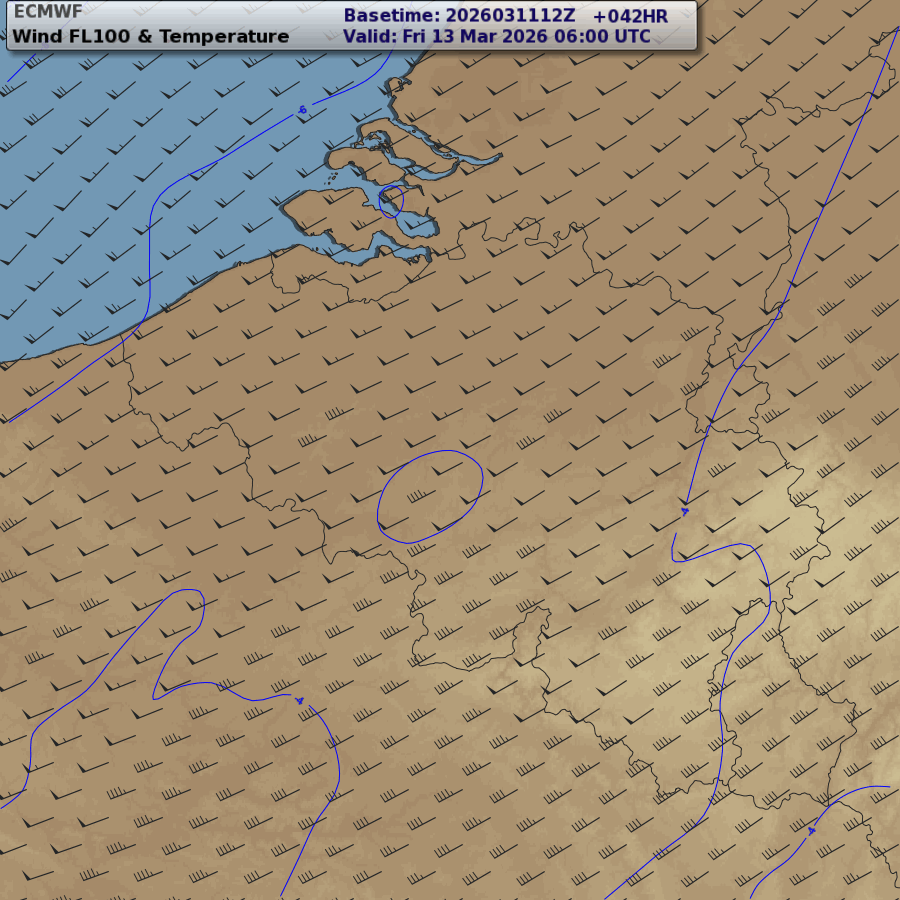 ECMWF
Basetime: 2026031112Z +042HR
Wind FL100 & Temperature
Valid: Fri 13 Mar 2026 06:00 UTC
-6
-4
-4
-4